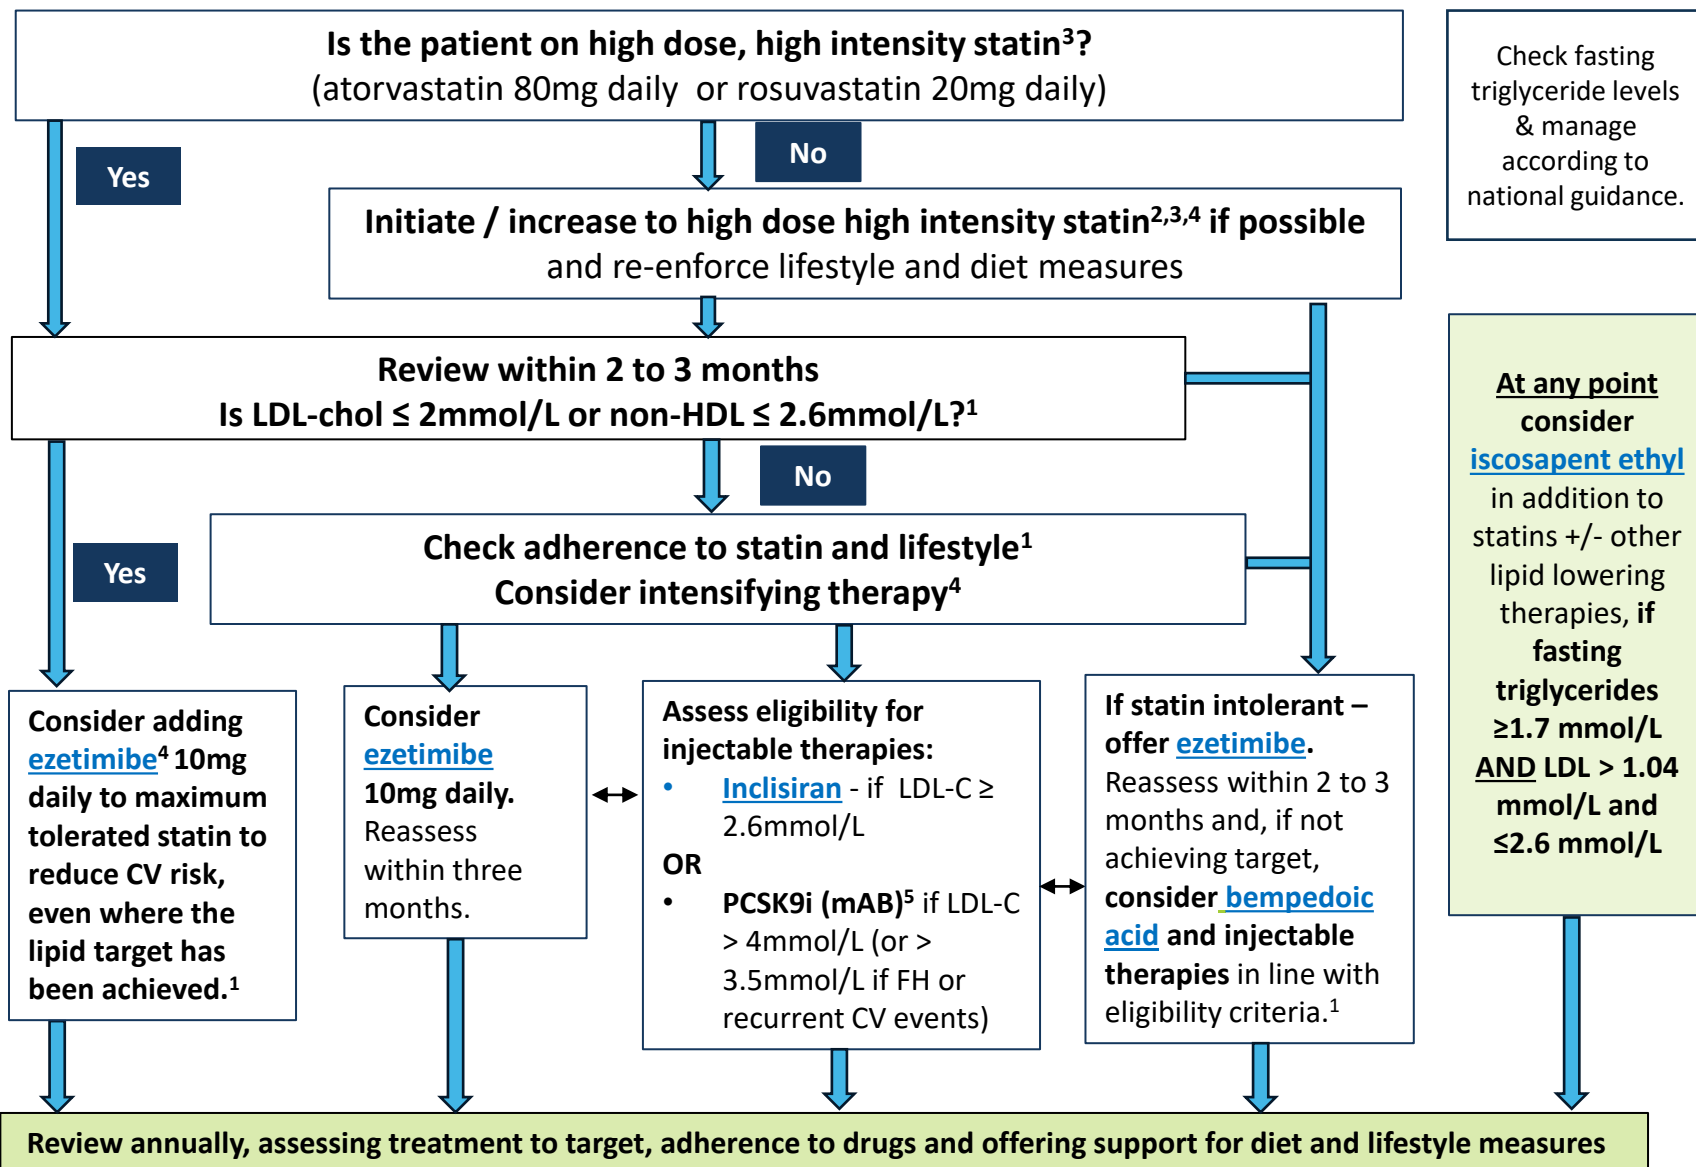 Is the patient on high dose, high intensity statin³?
(atorvastatin 80mg daily or rosuvastatin 20mg daily)
Check fasting
triglyceride levels
& manage
according to
national guidance.
Yes
No
Initiate / increase to high dose high intensity statin²,³,⁴ if possible
and re-enforce lifestyle and diet measures
Review within 2 to 3 months
Is LDL-chol ≤ 2mmol/L or non-HDL ≤ 2.6mmol/L?¹
No
Yes
Check adherence to statin and lifestyle¹
Consider intensifying therapy⁴
Consider adding
ezetimibe⁴ 10mg
daily to maximum
tolerated statin to
reduce CV risk,
even where the
lipid target has
been achieved.¹
Consider
ezetimibe
10mg daily.
Reassess
within three
months.
Assess eligibility for
injectable therapies:
• Inclisiran - if LDL-C ≥
2.6mmol/L
OR
• PCSK9i (mAB)⁵ if LDL-C
> 4mmol/L (or >
3.5mmol/L if FH or
recurrent CV events)
If statin intolerant –
offer ezetimibe.
Reassess within 2 to 3
months and, if not
achieving target,
consider bempedoic
acid and injectable
therapies in line with
eligibility criteria.¹
At any point
consider
iscosapent ethyl
in addition to
statins +/- other
lipid lowering
therapies, if
fasting
triglycerides
≥1.7 mmol/L
AND LDL > 1.04
mmol/L and
≤2.6 mmol/L
Review annually, assessing treatment to target, adherence to drugs and offering support for diet and lifestyle measures